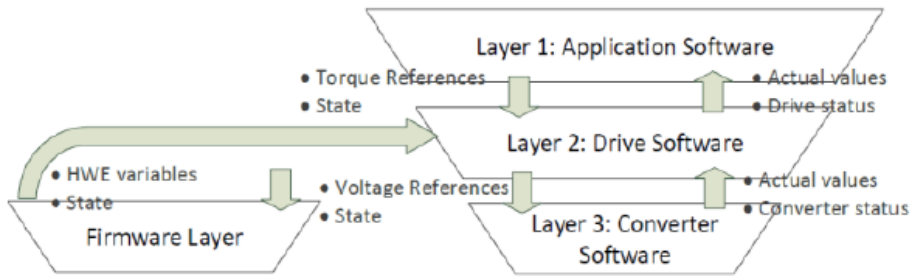 Layer 1: Application Software
• Torque References
• State
• Actual values
• Drive status
Layer 2: Drive Software
• HWE variables
• State
• Voltage References
• State
• Actual values
• Converter status
Firmware Layer
Layer 3: Converter
Software